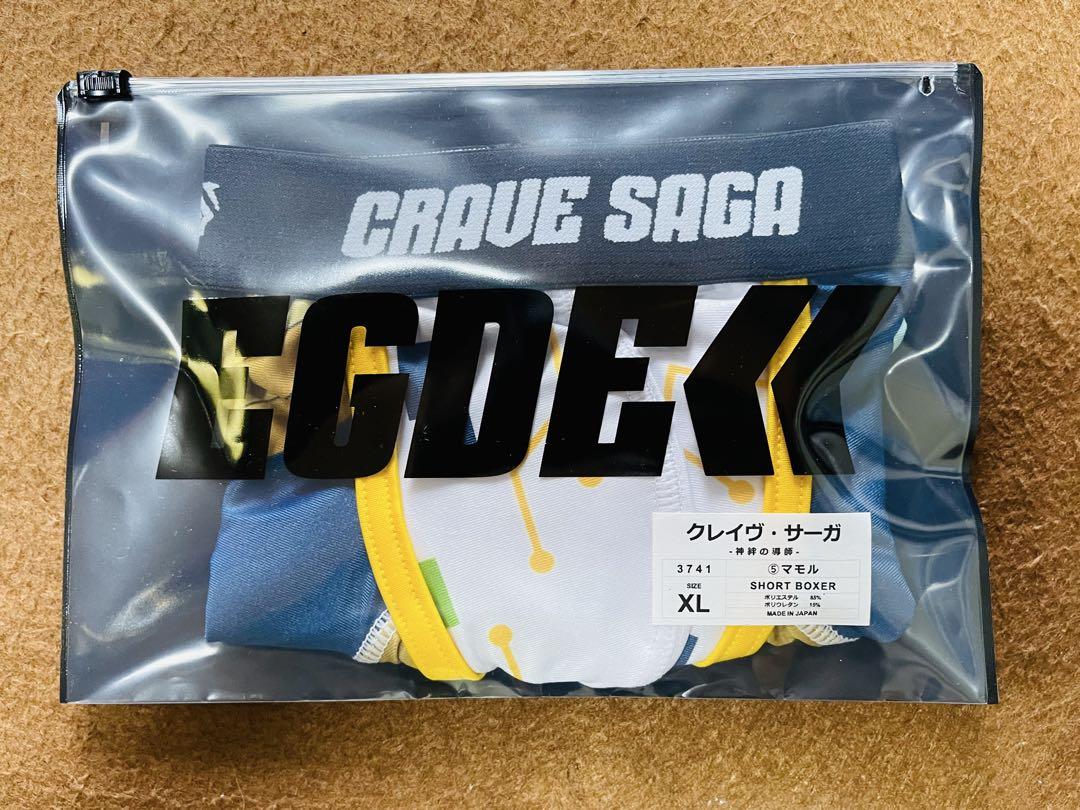 CRAVE SAGA
EGDE
クレイヴ・サーガ
-神絆の導師-
3741 ⑤マモル
SIZE SHORT BOXER
XL ポリエステル 85%
ポリウレタン 15%
MADE IN JAPAN